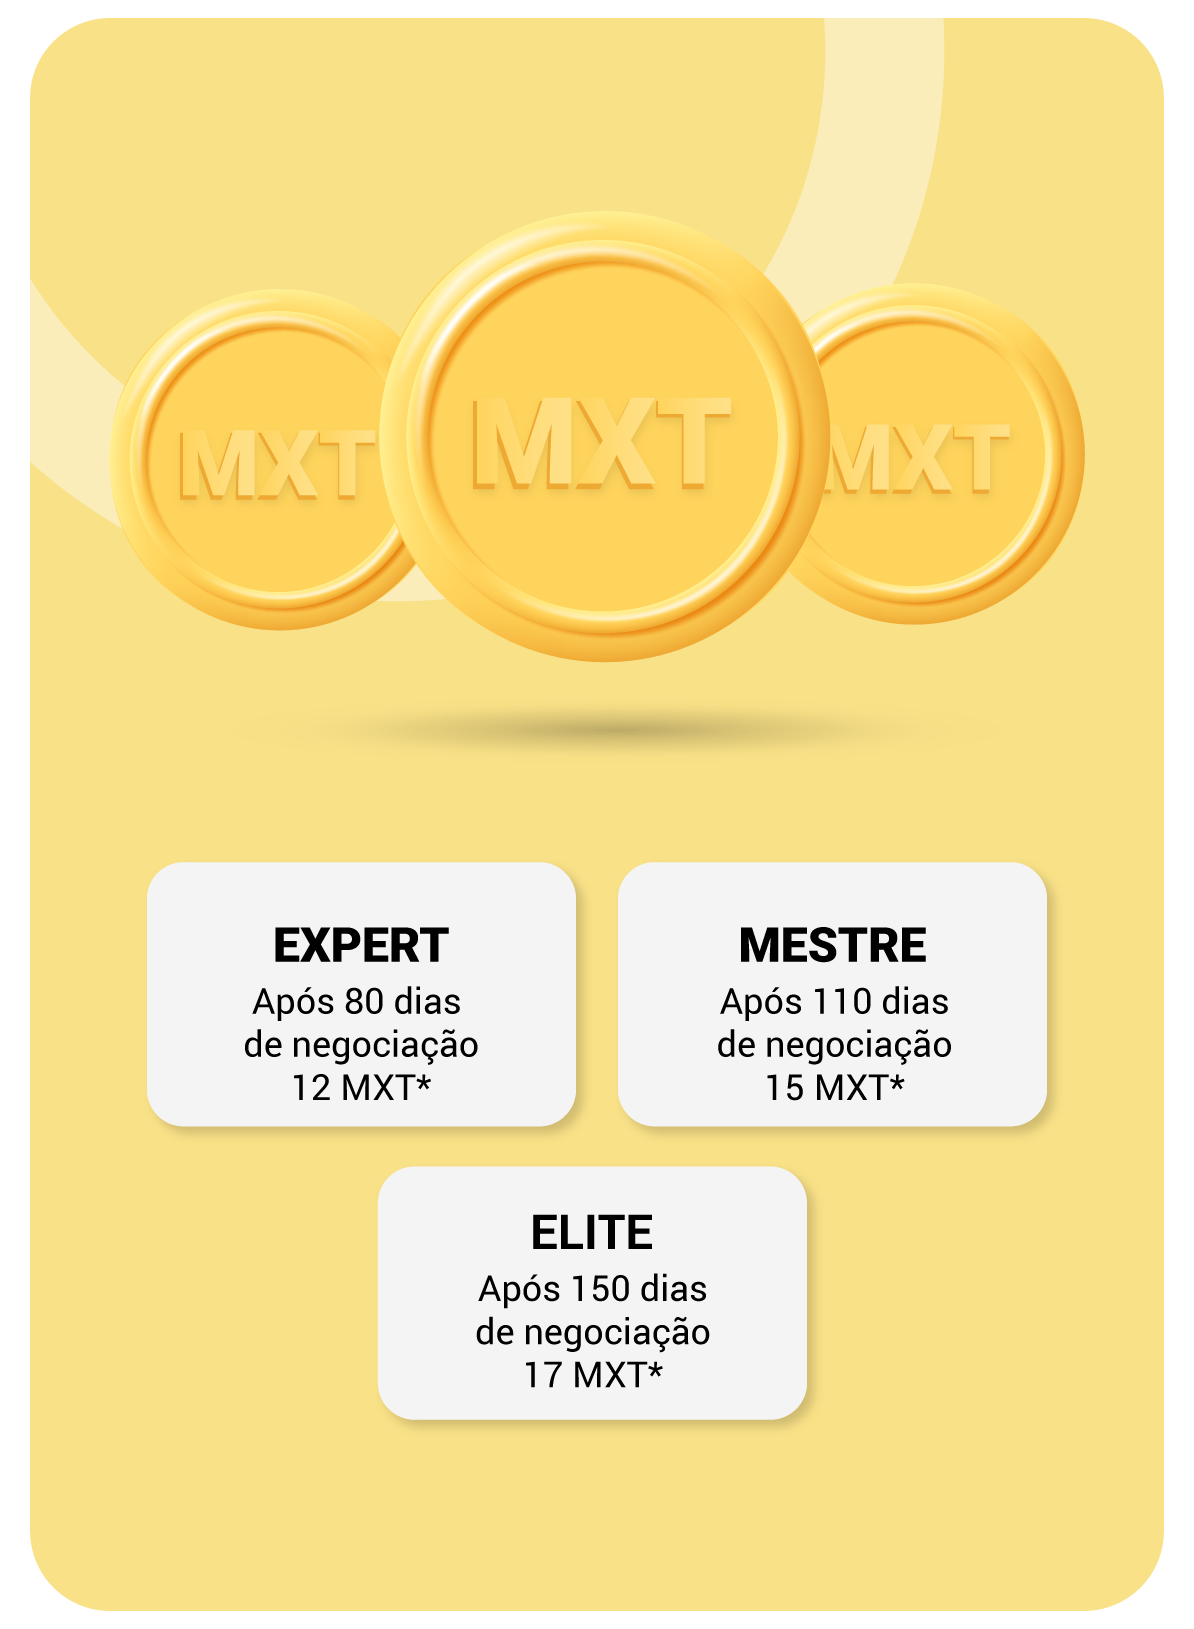 MXT
MXT
MXT
EXPERT
Após 80 dias
de negociação
12 MXT*
MESTRE
Após 110 dias
de negociação
15 MXT*
ELITE
Após 150 dias
de negociação
17 MXT*